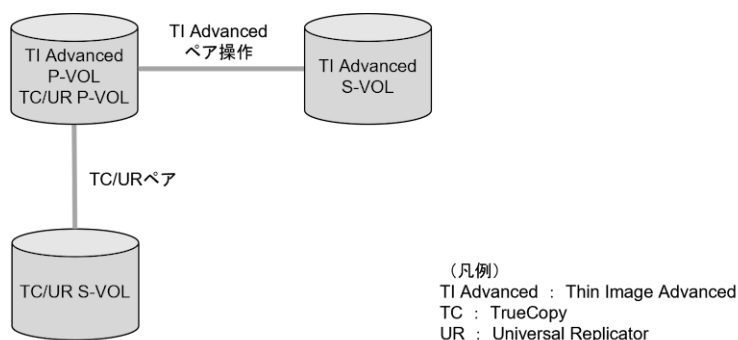 TI Advanced
P-VOL
TC/UR P-VOL
TI Advanced
ペア操作
TI Advanced
S-VOL
TC/URペア
TC/UR S-VOL
（凡例）
TI Advanced ： Thin Image Advanced
TC ： TrueCopy
UR ： Universal Replicator